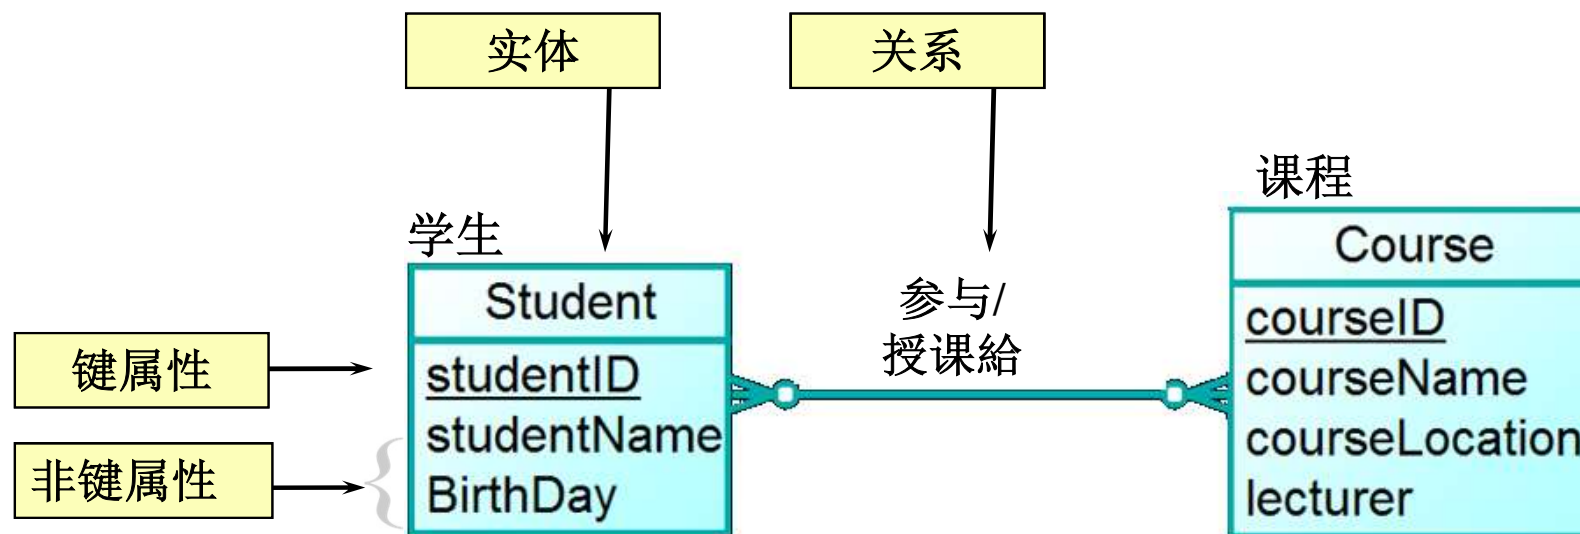 实体
关系
课程
学生
Course
Student
参与/
授课給
courseID
键属性
studentID
courseName
studentName
courseLocation
非键属性
BirthDay
lecturer